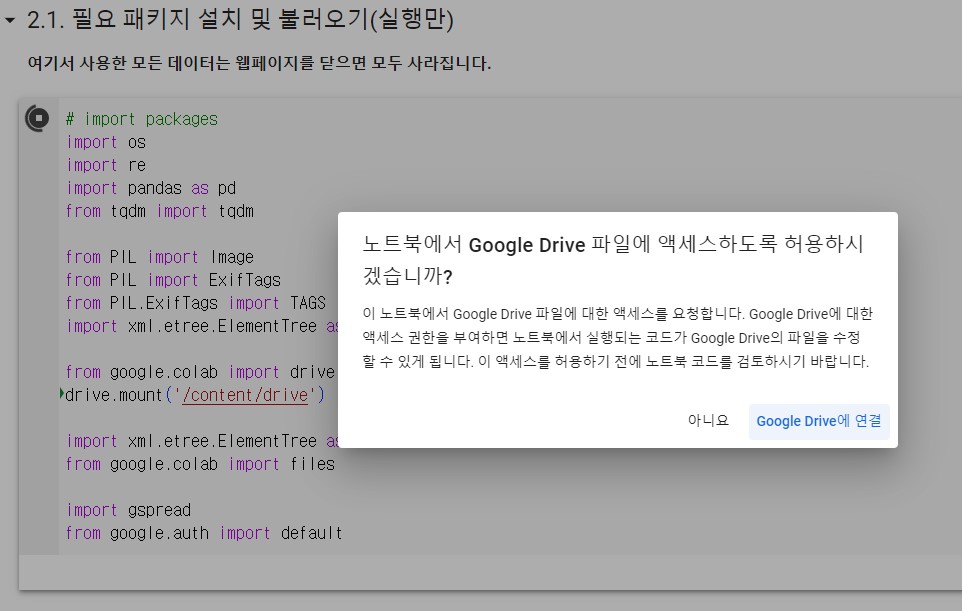 2.1. 필요 패키지 설치 및 불러오기(실행만)
여기서 사용한 모든 데이터는 웹페이지를 닫으면 모두 사라집니다.
# import packages
import os
import re
import pandas as pd
from tqdm import tqdm
from PIL import Image
from PIL import ExifTags
from PIL.ExifTags import TAGS
import xml.etree.ElementTree as
from google.colab import drive
drive.mount('/content/drive')
import xml.etree.ElementTree as
from google.colab import files
import gspread
from google.auth import default
노트북에서 Google Drive 파일에 액세스하도록 허용하시
겠습니까?
이 노트북에서 Google Drive 파일에 대한 액세스를 요청합니다. Google Drive에 대한
액세스 권한을 부여하면 노트북에서 실행되는 코드가 Google Drive의 파일을 수정
할 수 있게 됩니다. 이 액세스를 허용하기 전에 노트북 코드를 검토하시기 바랍니다.
아니요
Google Drive에 연결